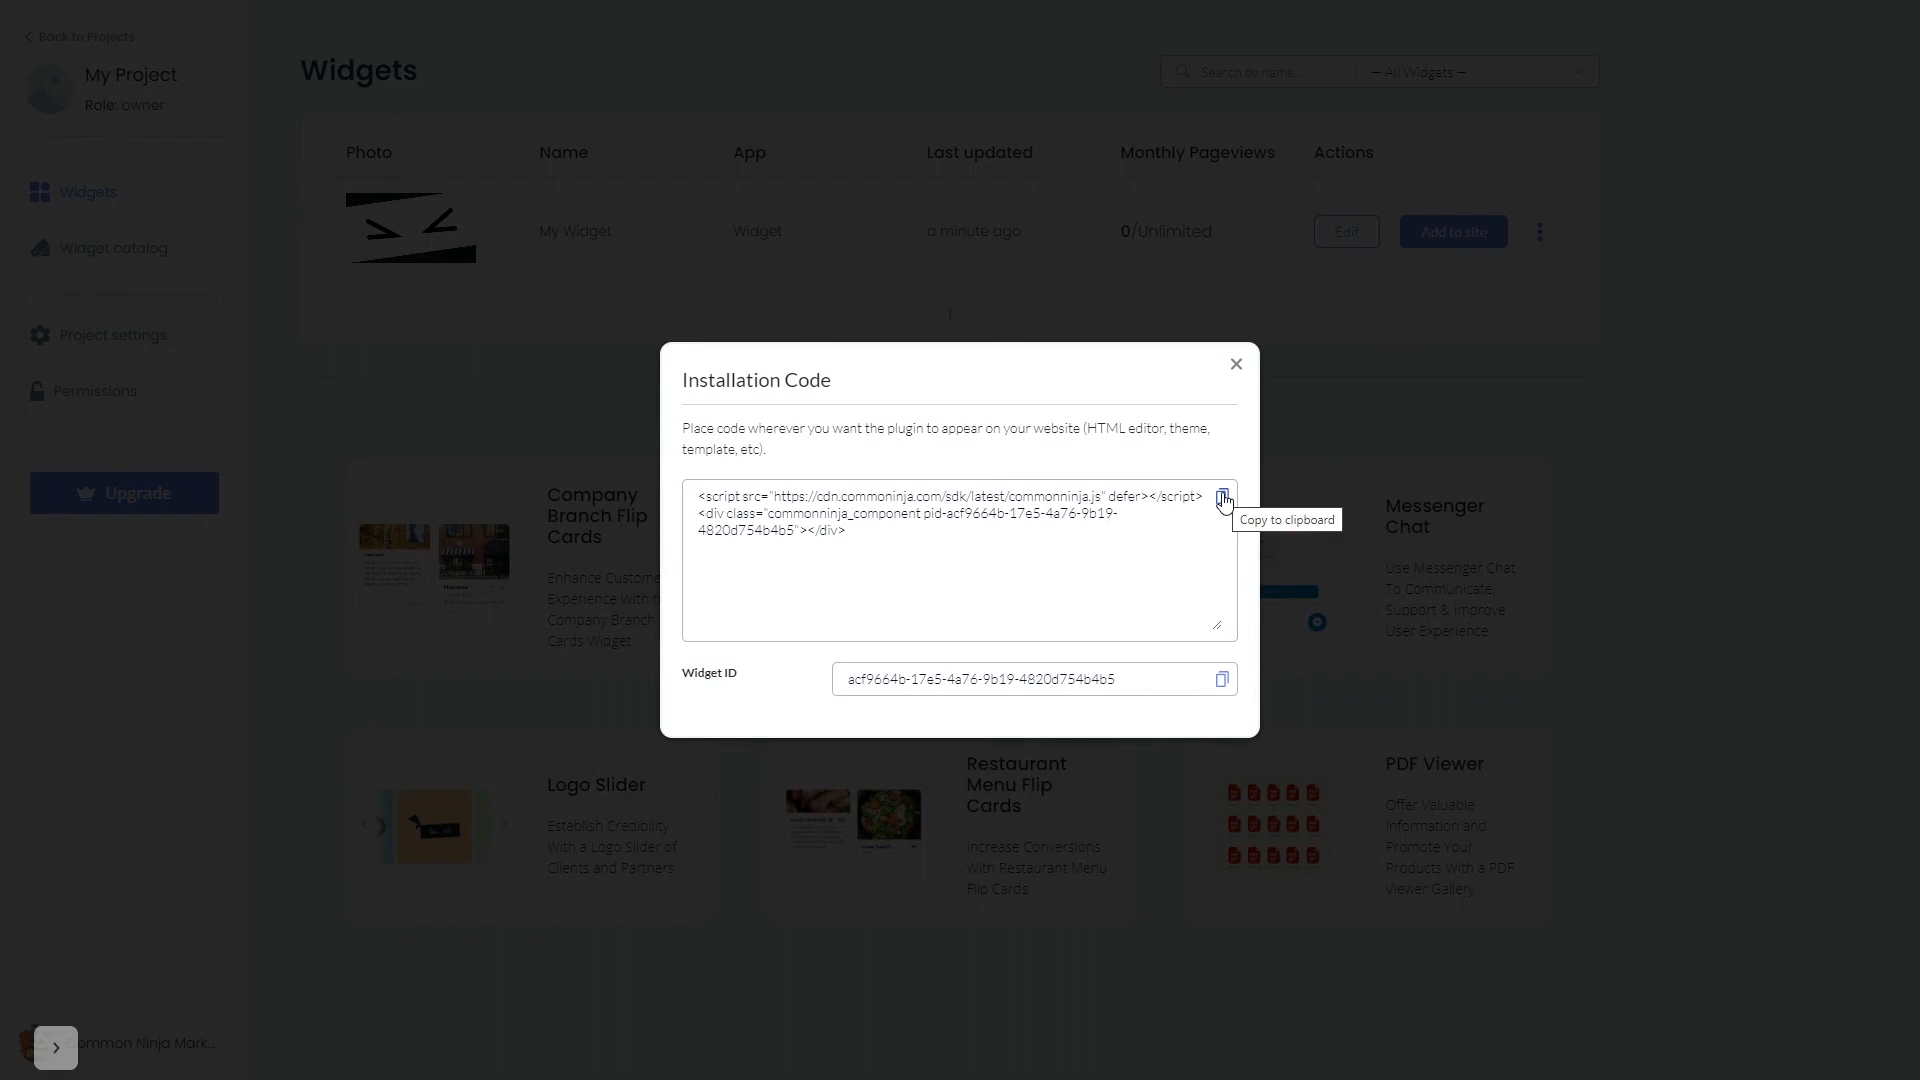 Back to Projects
My Project
Role: owner
Widgets
Widget catalog
Project settings
Permissions
Upgrade
Common Ninja Mark...
Widgets
Search by name...
— All Widgets —
Photo
Name
App
Last updated
Monthly Pageviews
Actions
My Widget
Widget
a minute ago
0/Unlimited
Edit
Add to site
1
Installation Code
Place code wherever you want the plugin to appear on your website (HTML editor, theme,
template, etc).
<script src="https://cdn.commoninja.com/sdk/latest/commonninja.js" defer></script>
<div class="commonninja_component pid-acf9664b-17e5-4a76-9b19-
4820d754b4b5"></div>
Copy to clipboard
Widget ID
acf9664b-17e5-4a76-9b19-4820d754b4b5
Company
Branch Flip
Cards
Enhance Custome
Experience With
Company Branch
Cards Widget
Messenger
Chat
Use Messenger Chat
To Communicate,
Support & Improve
User Experience
Logo Slider
Establish Credibility
With a Logo Slider of
Clients and Partners
Restaurant
Menu Flip
Cards
Increase Conversions
With Restaurant Menu
Flip Cards
PDF Viewer
Offer Valuable
Information and
Promote Your
Products With a PDF
Viewer Gallery